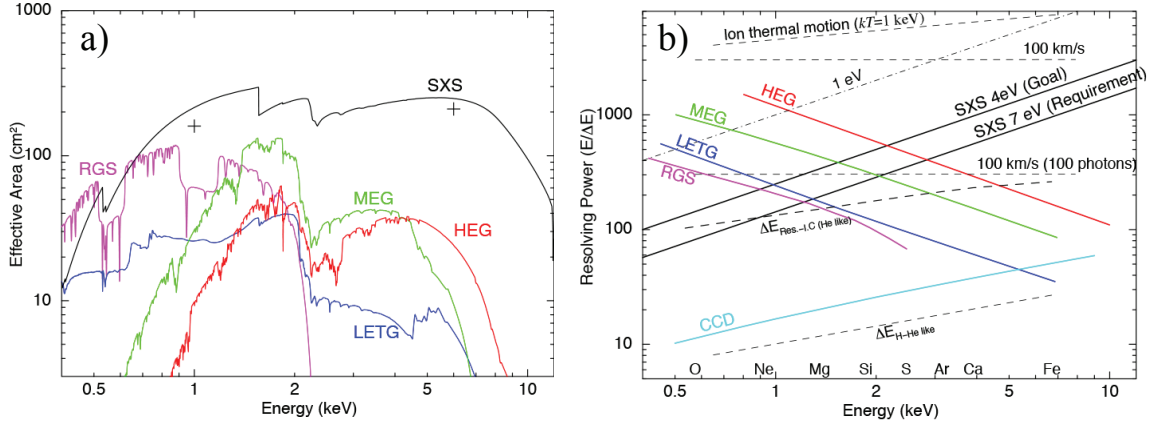 a)
1000
100
10
Effective Area (cm²)
0.5
1
2
5
10
Energy (keV)
SXS
RGS
MEG
HEG
LETG
b)
1000
100
10
Resolving Power (E/ΔE)
Ion thermal motion (kT=1 keV)
100 km/s
1 eV
HEG
SXS 4eV (Goal)
SXS 7 eV (Requirement)
MEG
LETG
RGS
100 km/s (100 photons)
ΔE Res.-I.C (He like)
CCD
ΔE H-He like
O Ne Mg Si S Ar Ca Fe
0.5
1
2
5
10
Energy (keV)